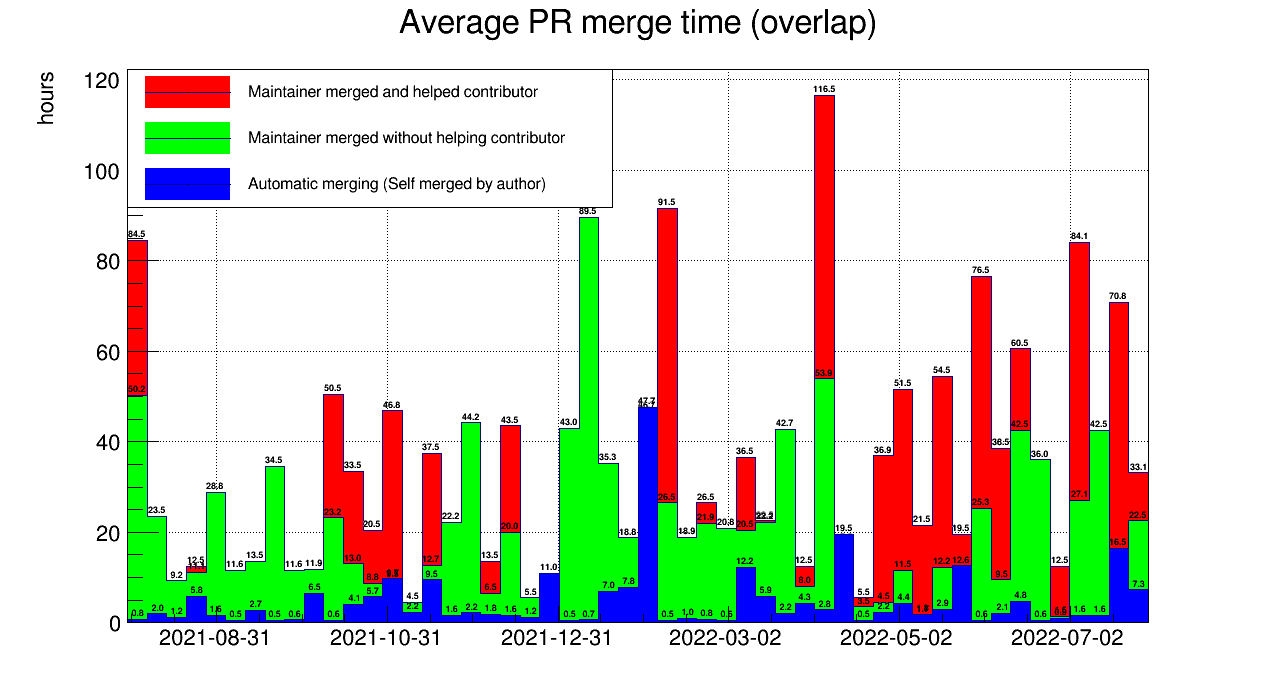 Average PR merge time (overlap)
hours
Maintainer merged and helped contributor
Maintainer merged without helping contributor
Automatic merging (Self merged by author)
120
100
80
60
40
20
0
116.5
91.5
89.5
84.5 84.1
76.5
70.8
60.5
50.2 50.5 46.8 47.7 53.9 51.5 54.5
43.5 44.2 43.0 42.7 42.5 42.5
34.5 33.5 37.5 35.3 36.5 36.9 38.5 36.0 33.1
23.5 28.8 23.2 20.5 22.2 20.0 26.5 26.5 21.9 20.8 20.5 21.5 25.3 27.1 22.5
9.2 12.5 11.6 13.5 11.6 11.9 13.0 12.7 13.5 11.0 18.8 18.9 12.2 12.5 19.5 11.5 12.2 19.5 12.6 12.5 16.5
0.8 2.0 1.2 5.8 0.5 2.7 0.5 0.6 6.5 0.6 4.1 5.7 8.8 4.5 2.2 9.5 1.6 2.2 1.8 1.6 5.5 1.2 0.5 0.7 7.0 7.8 0.5 1.0 0.8 0.5 5.9 2.2 4.3 8.0 2.8 5.5 0.5 4.5 2.2 4.4 2.9 0.6 9.5 2.1 4.8 0.6 1.6 1.6 7.3
2021-08-31 2021-10-31 2021-12-31 2022-03-02 2022-05-02 2022-07-02